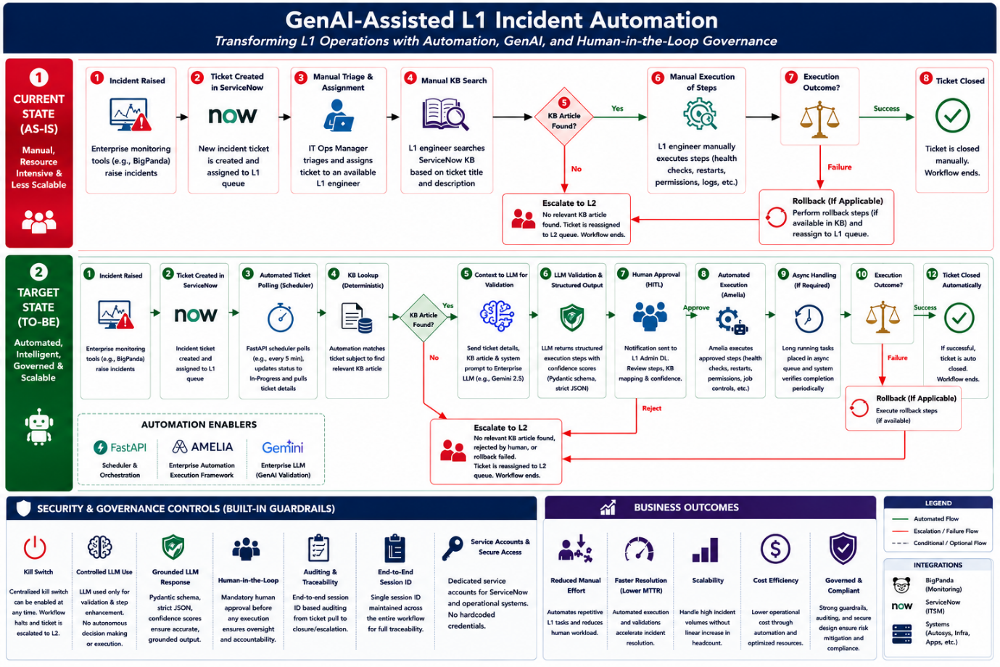 GenAI-Assisted L1 Incident Automation
Transforming L1 Operations with Automation, GenAI, and Human-in-the-Loop Governance
1
CURRENT
STATE
(AS-IS)
Manual,
Resource
Intensive &
Less Scalable
1 Incident Raised
Enterprise monitoring
tools (e.g., BigPanda)
raise incidents
2 Ticket Created
in ServiceNow
now
New incident ticket
is created and
assigned to L1
queue
3 Manual Triage &
Assignment
IT Ops Manager
triages and assigns
ticket to an available
L1 engineer
4 Manual KB Search
L1 engineer searches
ServiceNow KB
based on ticket title
and description
5
KB Article
Found?
Yes
No
6 Manual Execution
of Steps
L1 engineer manually
executes steps (health
checks, restarts,
permissions, logs, etc.)
7 Execution
Outcome?
Success
Failure
8 Ticket Closed
Ticket is closed
manually.
Workflow ends.
Escalate to L2
No relevant KB article
found. Ticket is reassigned
to L2 queue. Workflow ends.
Rollback (If Applicable)
Perform rollback steps (if
available in KB) and
reassign to L1 queue.
2
TARGET
STATE
(TO-BE)
Automated,
Intelligent,
Governed &
Scalable
1 Incident Raised
Enterprise monitoring
tools (e.g., BigPanda)
raise incidents
2 Ticket Created in
ServiceNow
now
Incident ticket
created and
assigned to L1
queue
3 Automated Ticket
Polling (Scheduler)
FastAPI scheduler polls
(e.g., every 5 min),
updates status to
In-Progress and pulls
ticket details
4 KB Lookup
(Deterministic)
Automation matches
ticket subject to find
relevant KB article
KB Article
Found?
Yes
No
5 Context to LLM for
Validation
Send ticket details,
KB article & system
prompt to Enterprise
LLM (e.g., Gemini 2.5)
6 LLM Validation &
Structured Output
LLM returns structured
execution steps with
confidence scores
(Pydantic schema,
strict JSON)
7 Human Approval
(HITL)
Notification sent to
L1 Admin DL.
Review steps, KB
mapping & confidence.
Approve
Reject
8 Automated
Execution
(Amelia)
Amelia executes
approved steps (health
checks, restarts,
permissions, job
controls, etc.)
9 Async Handling
(If Required)
Long running tasks
placed in async
queue and system
verifies completion
periodically
10 Execution
Outcome?
Success
Failure
12 Ticket Closed
Automatically
If successful,
ticket is auto
closed.
Workflow ends.
Rollback (If Applicable)
Execute rollback steps
(if available)
Escalate to L2
No relevant KB article found,
rejected by human, or
rollback failed.
Ticket is reassigned to L2
queue. Workflow ends.
AUTOMATION ENABLERS
FastAPI
Scheduler &
Orchestration
AMELIA
Enterprise Automation
Execution Framework
Gemini
Enterprise LLM
(GenAI Validation)
SECURITY & GOVERNANCE CONTROLS (BUILT-IN GUARDRAILS)
Kill Switch
Centralized kill switch
can be enabled at
any time. Workflow
halts and ticket is
escalated to L2.
Controlled LLM Use
LLM used only for
validation & step
enhancement.
No autonomous
decision making
or execution.
Grounded LLM
Response
Pydantic schema,
strict JSON,
confidence scores
ensure accurate,
grounded output.
Human-in-the-Loop
Mandatory human
approval before
any execution
ensures oversight
and accountability.
Auditing &
Traceability
End-to-end session
ID based auditing
from ticket pull to
closure/escalation.
End-to-End
Session ID
Single session ID
maintained across
the entire workflow
for full traceability.
Service Accounts &
Secure Access
Dedicated service
accounts for ServiceNow
and operational systems.
No hardcoded
credentials.
BUSINESS OUTCOMES
Reduced Manual
Effort
Automates repetitive
L1 tasks and reduces
human workload.
Faster Resolution
(Lower MTTR)
Automated execution
and validations
accelerate incident
resolution.
Scalability
Handle high incident
volumes without
linear increase in
headcount.
Cost Efficiency
Lower operational
cost through
automation and
optimized resources.
Governed &
Compliant
Strong guardrails,
auditing, and secure
design ensure risk
mitigation and
compliance.
LEGEND
Automated Flow
Escalation / Failure Flow
Conditional / Optional Flow
INTEGRATIONS
BigPanda
(Monitoring)
now ServiceNow
(ITSM)
Systems
(Autosys, Infra,
Apps, etc.)